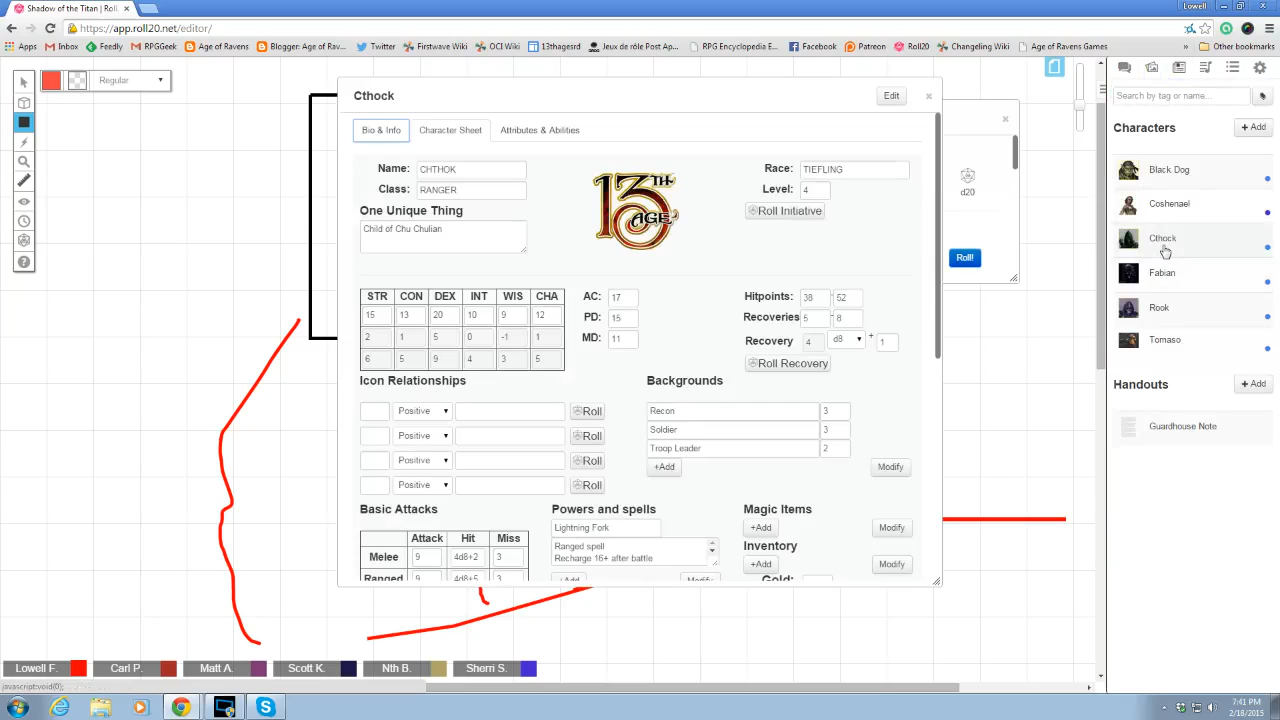 Shadow of the Titan | Roll
Lowell
https://app.roll20.net/editor/
Apps
Inbox
Feedly
RPGGeek
Age of Ravens
Blogger: Age of Rav...
Twitter
Firstwave Wiki
OCI Wiki
13thagesrd
Jeu de rôle Post Ap...
RPG Encyclopedia E...
Facebook
Patreon
Roll20
Changeling Wiki
Age of Ravens Games
»
Other bookmarks
Regular
Cthock
Edit
Bio & Info
Character Sheet
Attributes & Abilities
Name: CHTHOK
Class: RANGER
One Unique Thing
Child of Chu Chulian
13TH AGE
Race: TIEFLING
Level: 4
Roll Initiative
STR CON DEX INT WIS CHA
15 13 20 10 9 12
2 1 5 0 -1 1
6 5 9 4 3 5
AC: 17
PD: 15
MD: 11
Hitpoints: 38 - 52
Recoveries 5 - 8
Recovery 4 d8 + 1
Roll Recovery
Icon Relationships
Positive Roll
Positive Roll
Positive Roll
Positive Roll
Backgrounds
Recon 3
Soldier 3
Troop Leader 2
+Add
Modify
Basic Attacks
Attack Hit Miss
Melee 9 4d8+2 3
Ranged 9 4d8+5 3
Powers and spells
Lightning Fork
Ranged spell
Recharge 16+ after battle
+Add
Modify
Magic Items
+Add
Modify
Inventory
+Add
Modify
Gold:
d20
Roll!
Search by tag or name...
Characters
+ Add
Black Dog
Coshenael
Cthock
Fabian
Rook
Tomaso
Handouts
+ Add
Guardhouse Note
Lowell F.
Carl P.
Matt A.
Scott K.
Nth B.
Sherri S.
javascript:void(0);
7:41 PM
2/18/2015